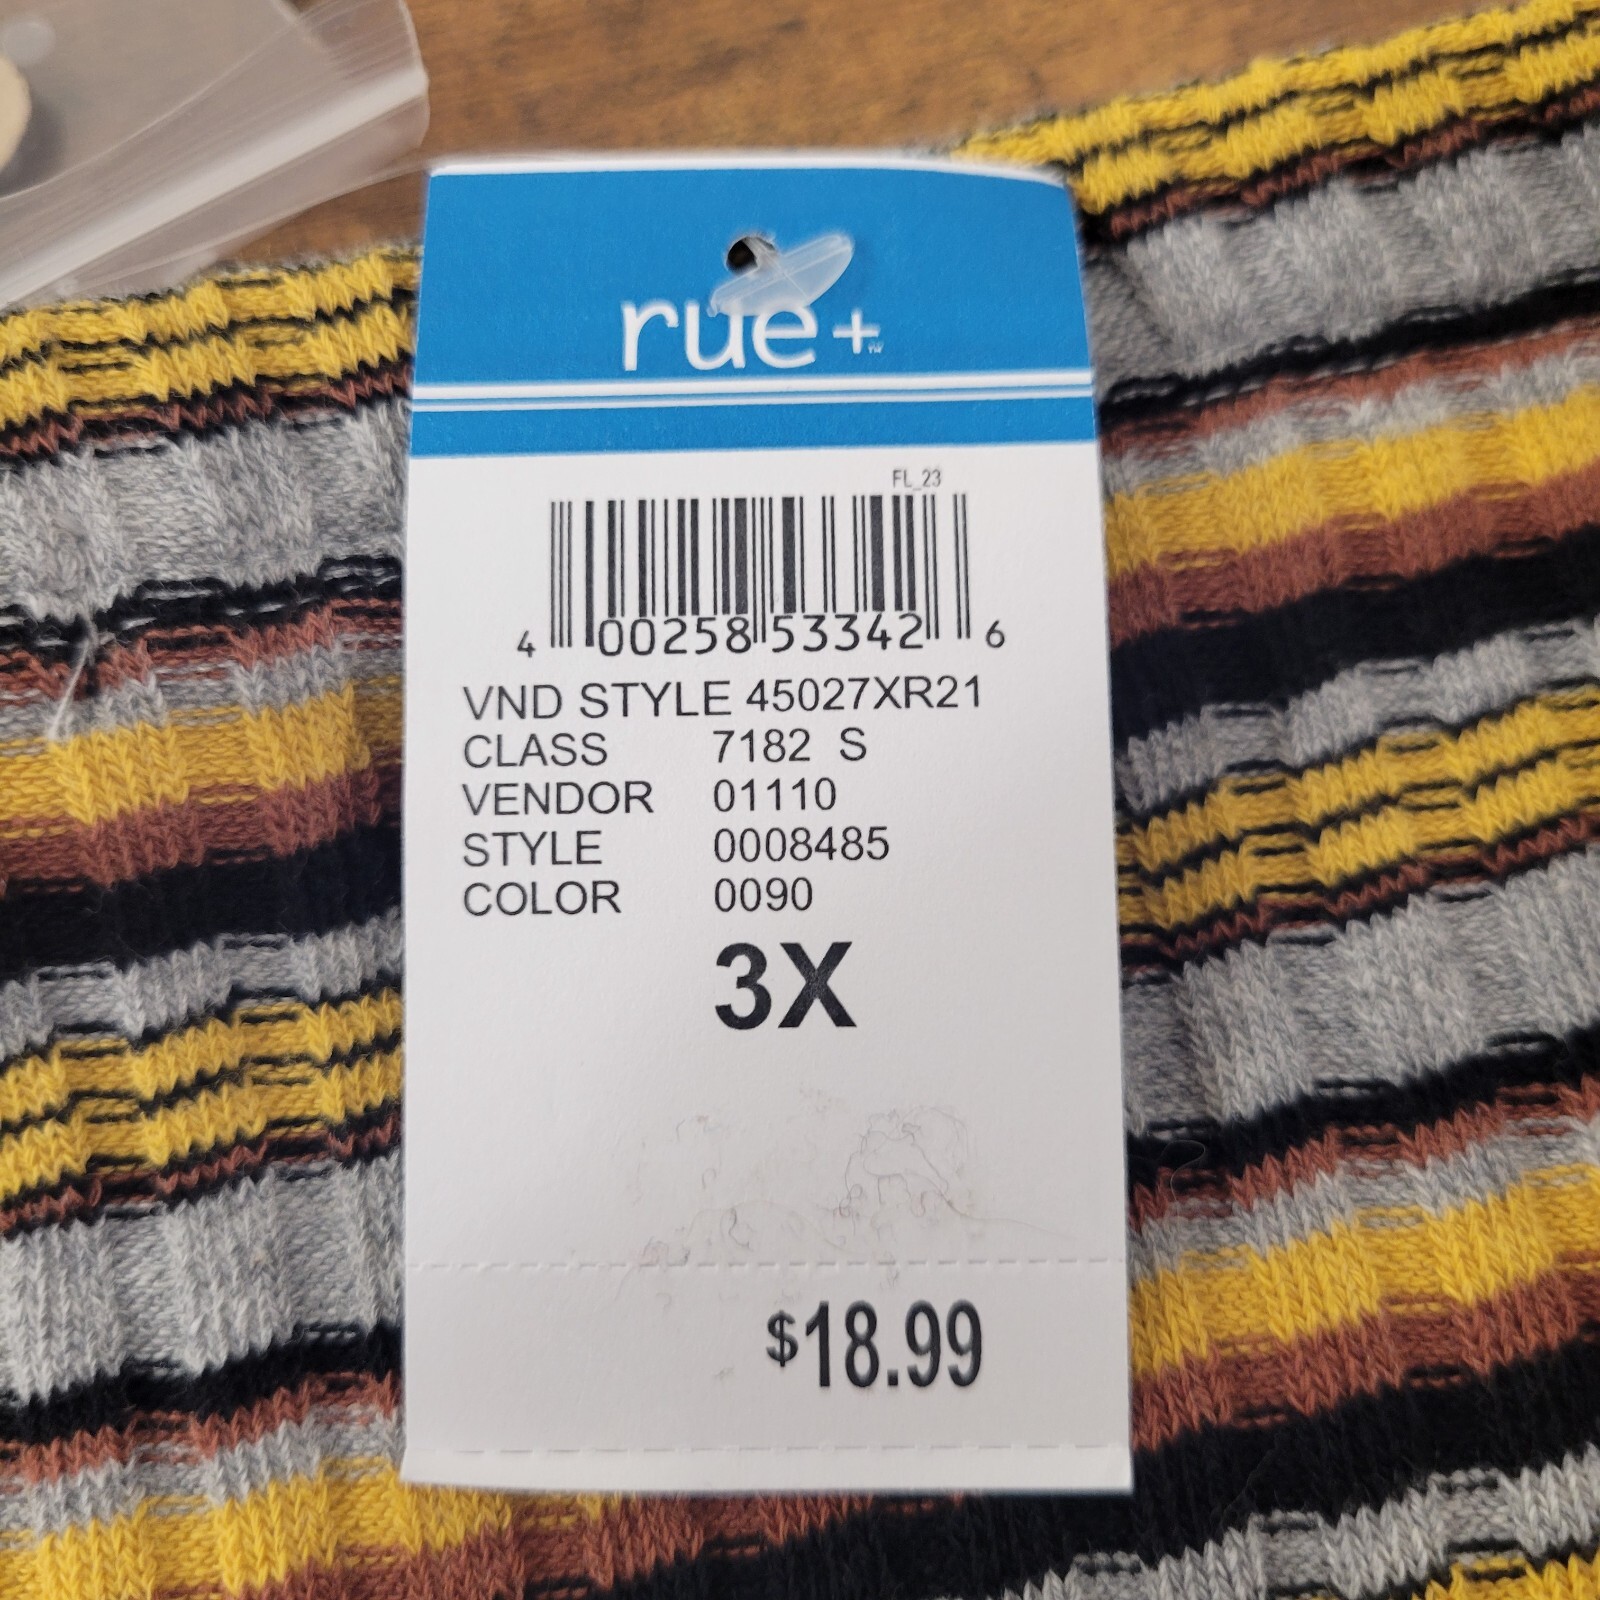 rue+
FL_23
4 00258 53342 6
VND STYLE 45027XR21
CLASS 7182 S
VENDOR 01110
STYLE 0008485
COLOR 0090
3X
$18.99